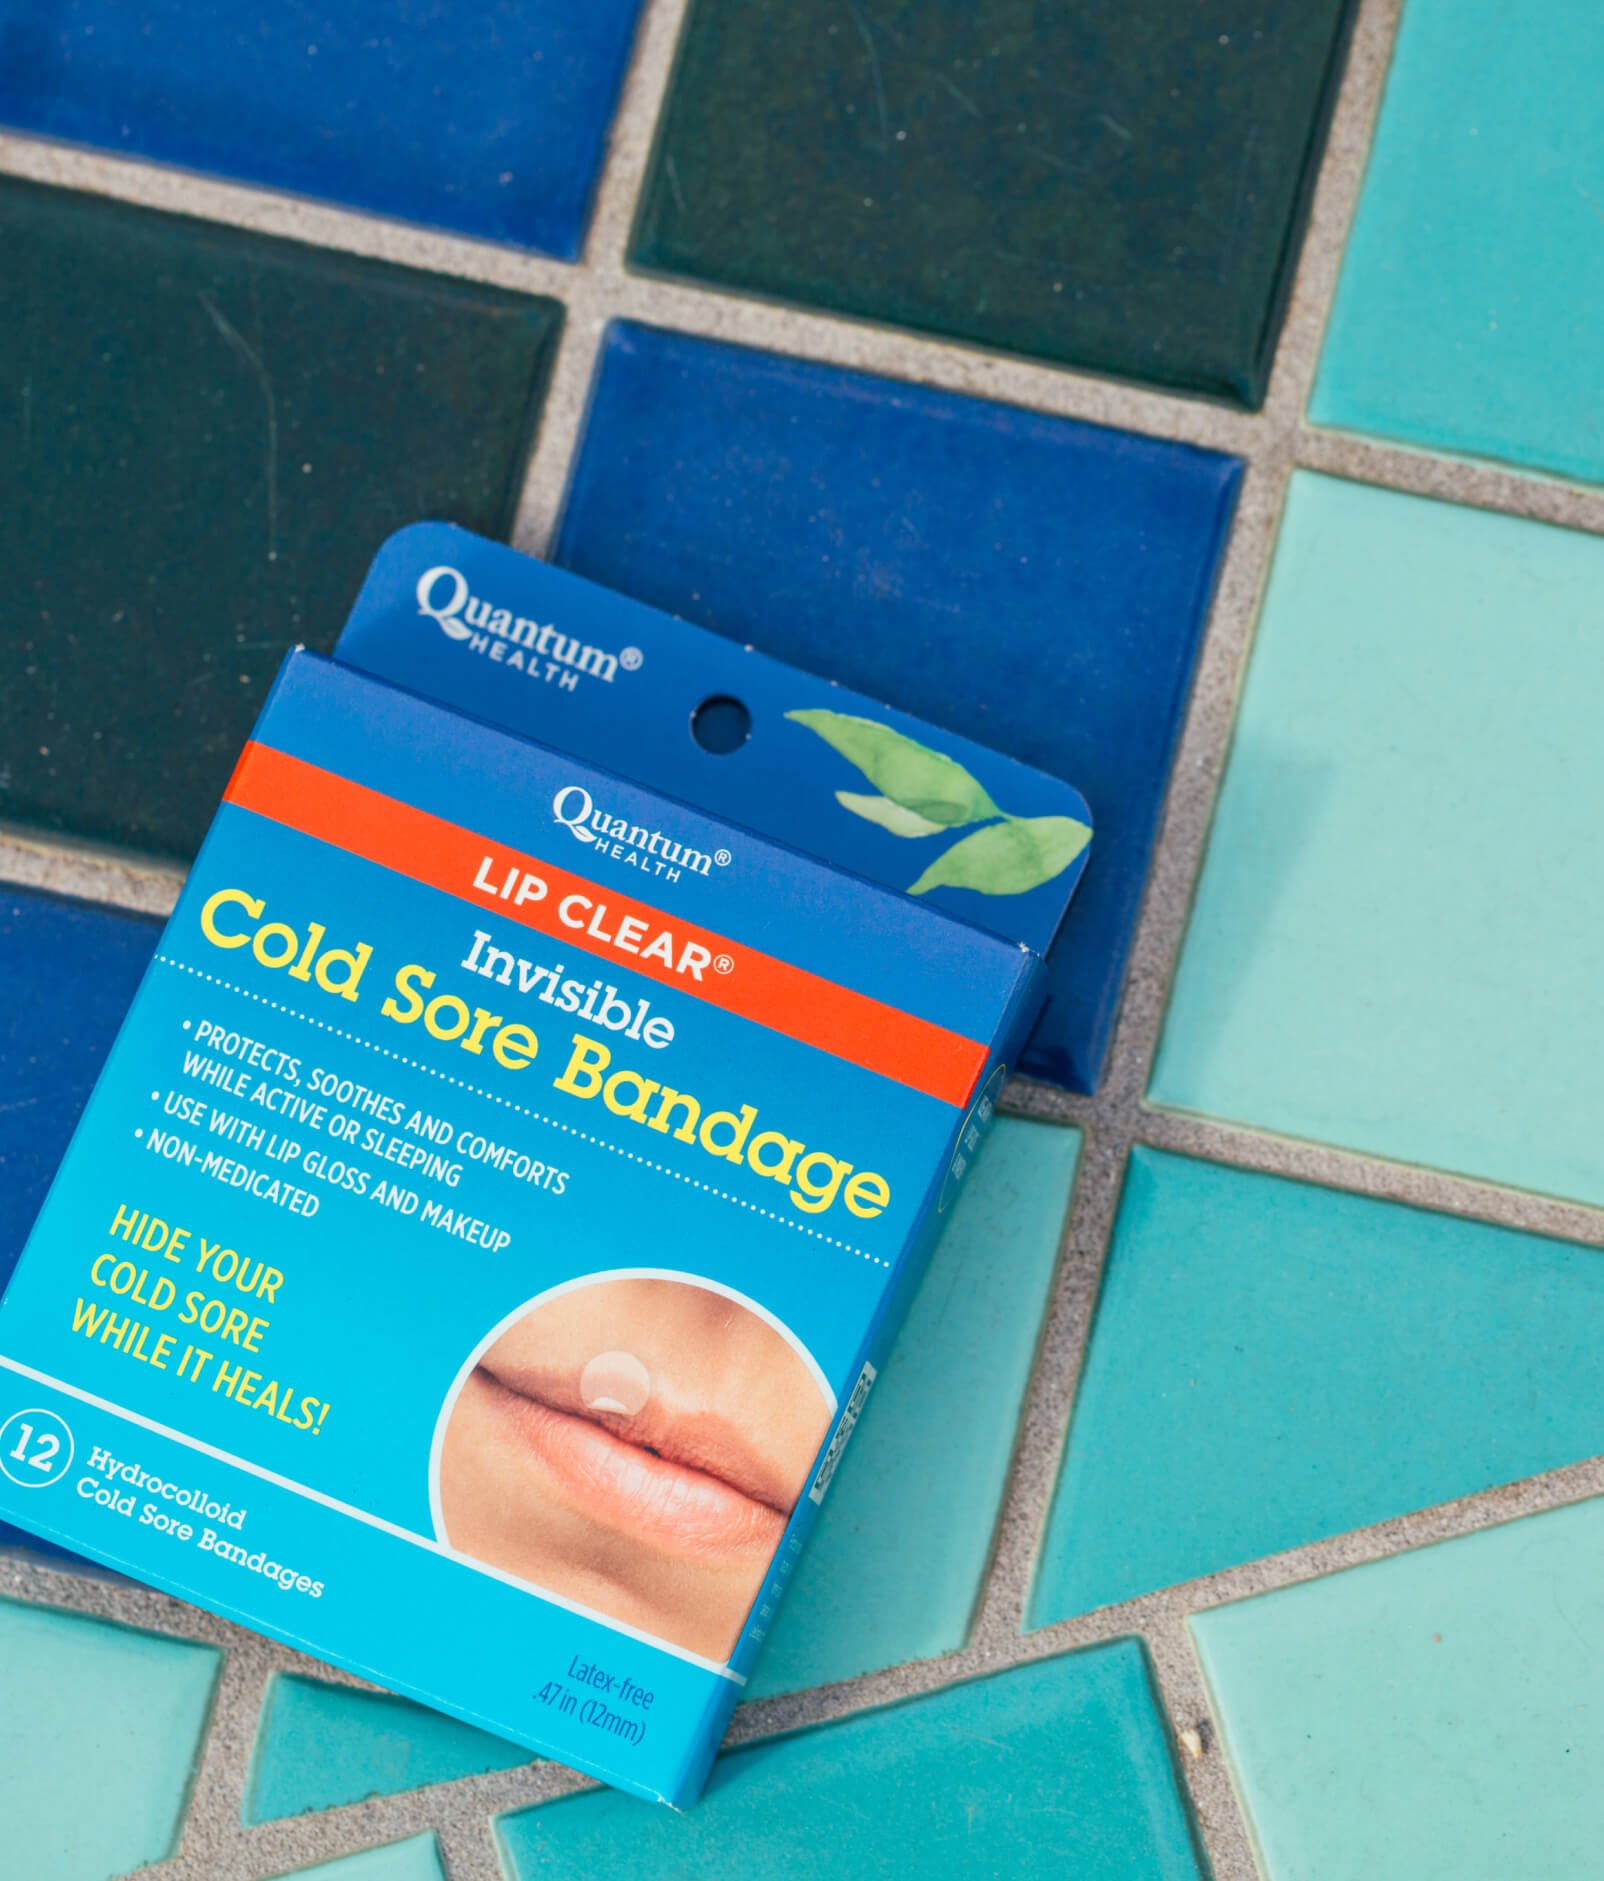 Quantum®
HEALTH
Quantum®
HEALTH
LIP CLEAR®
Invisible
Cold Sore Bandage
• PROTECTS, SOOTHES AND COMFORTS
WHILE ACTIVE OR SLEEPING
• USE WITH LIP GLOSS AND MAKEUP
• NON-MEDICATED
HIDE YOUR
COLD SORE
WHILE IT HEALS!
12
Hydrocolloid
Cold Sore Bandages
Latex-free
.47 in (12mm)